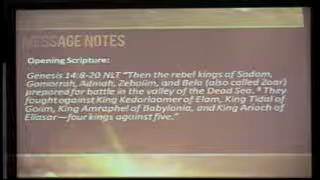 MESSAGE NOTES
Opening Scripture:
Genesis 14:8-20 NLT "Then the rebel kings of Sodom,
Gomorrah, Admah, Zeboiim, and Bela (also called Zoar)
prepared for battle in the valley of the Dead Sea. ⁹ They
fought against King Kedorlaomer of Elam, King Tidal of
Goiim, King Amraphel of Babylonia, and King Arioch of
Ellasar—four kings against five."